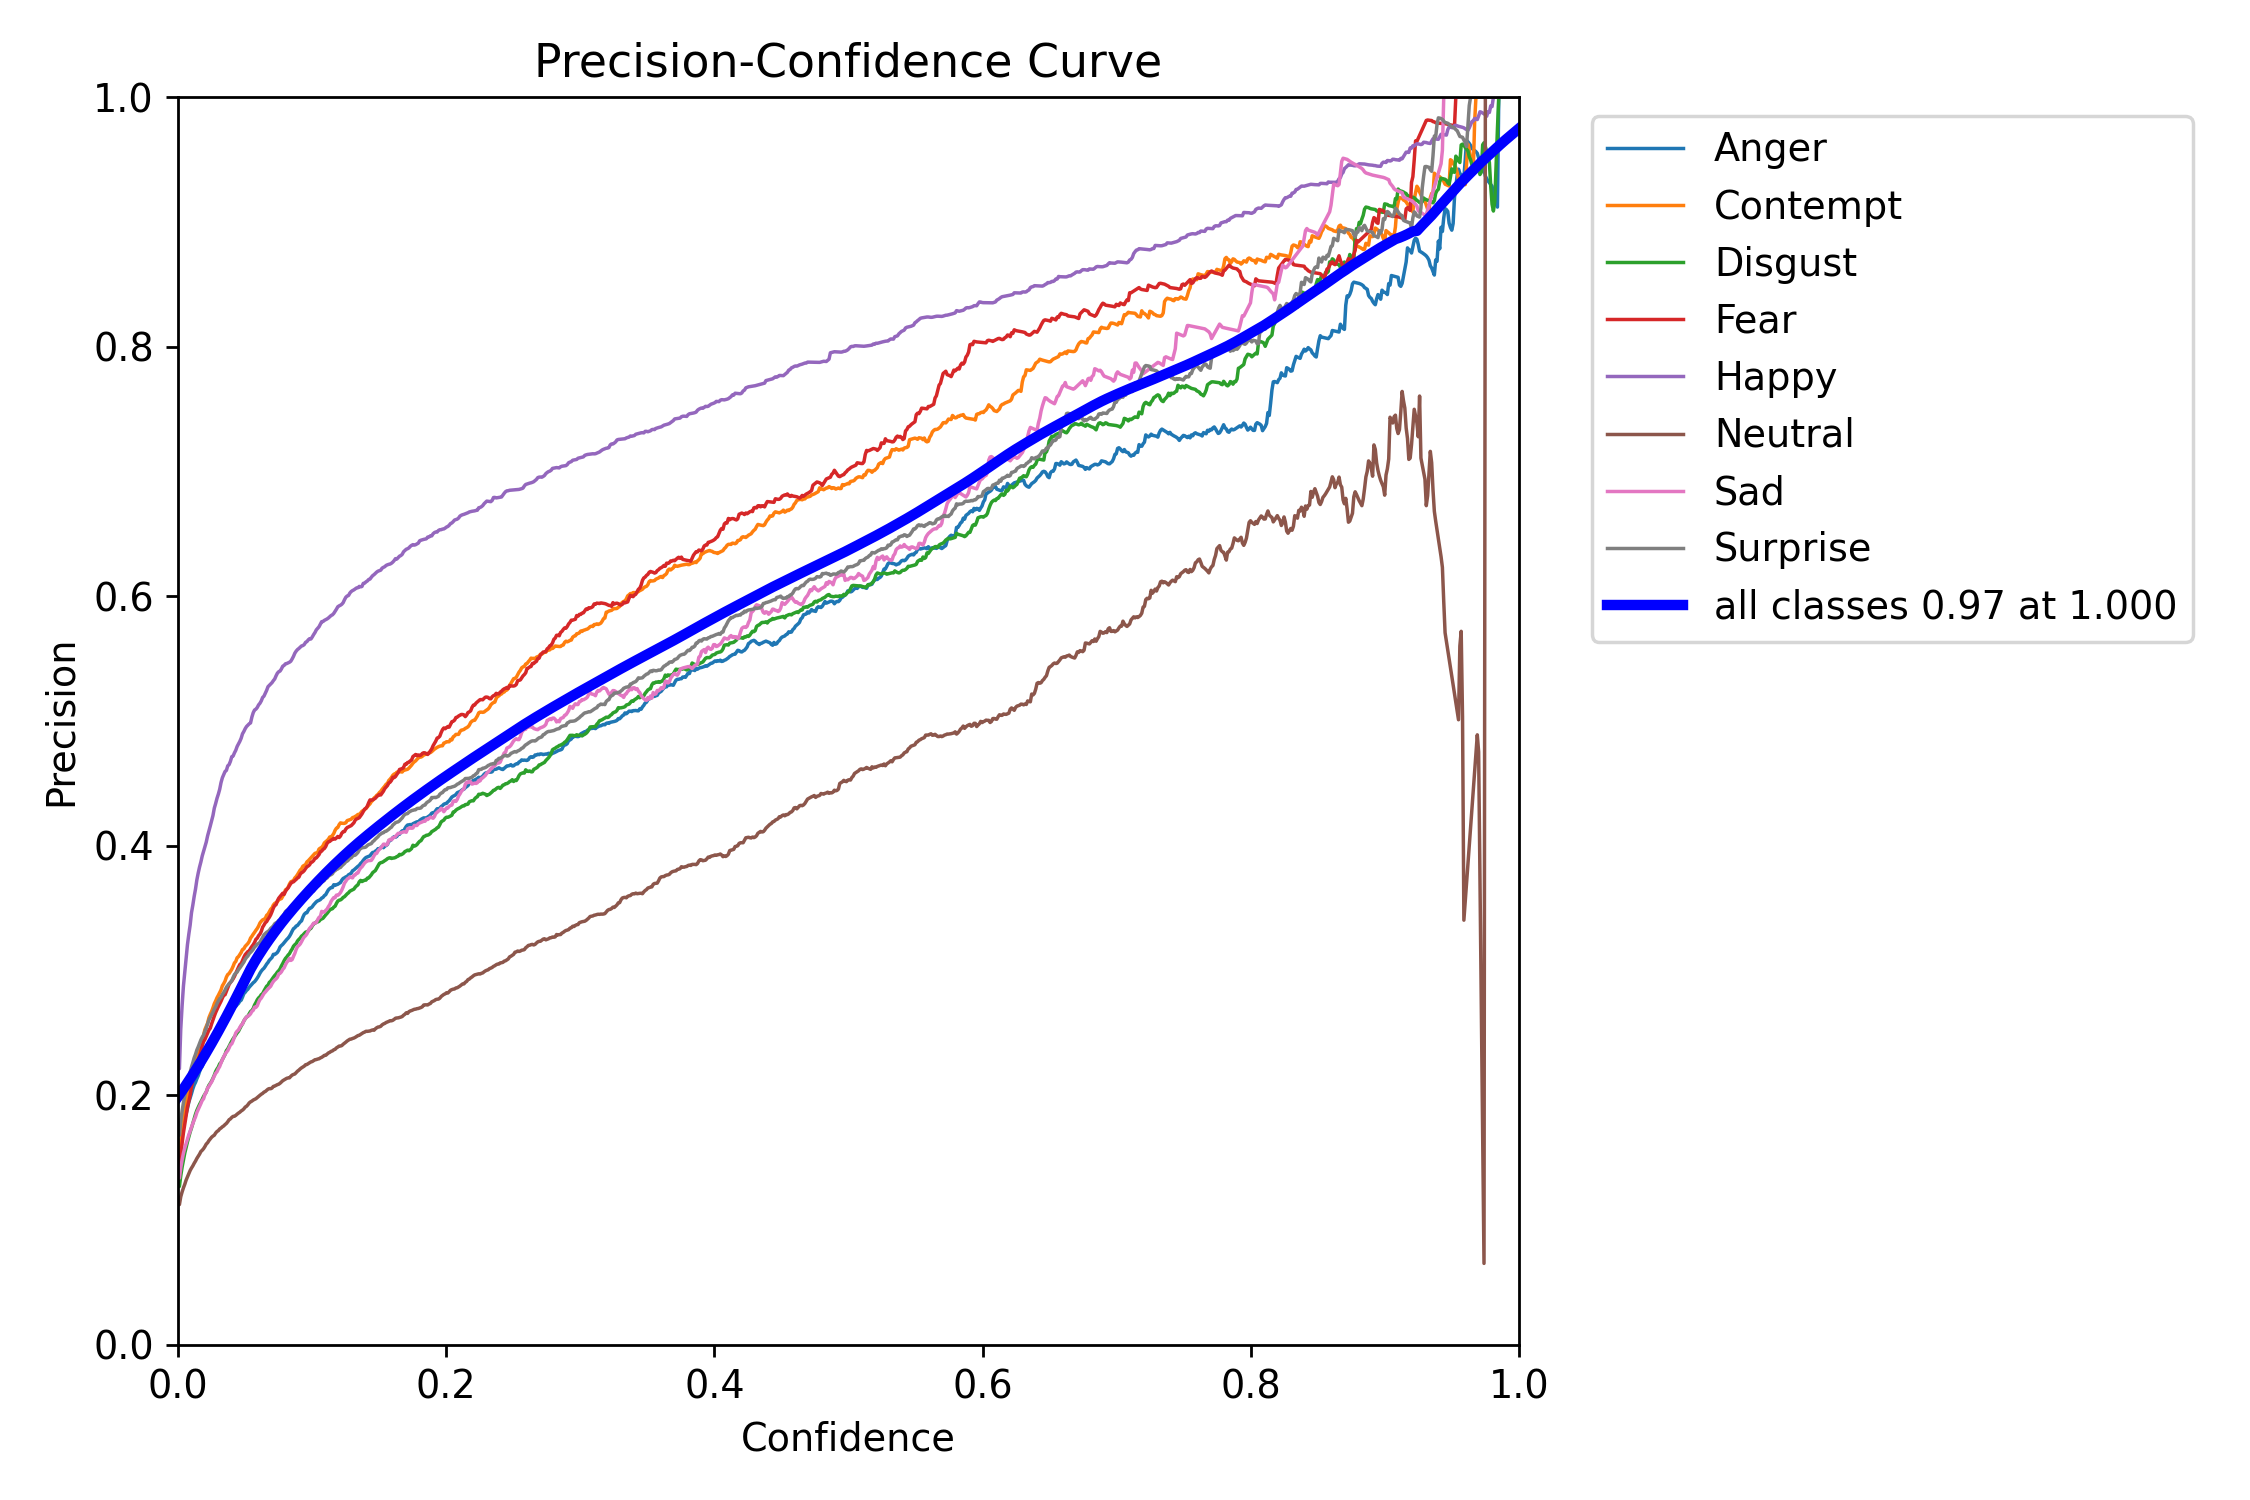 Precision-Confidence Curve
1.0
0.8
0.6
0.4
0.2
0.0
Precision
0.0 0.2 0.4 0.6 0.8 1.0
Confidence
Anger
Contempt
Disgust
Fear
Happy
Neutral
Sad
Surprise
all classes 0.97 at 1.000